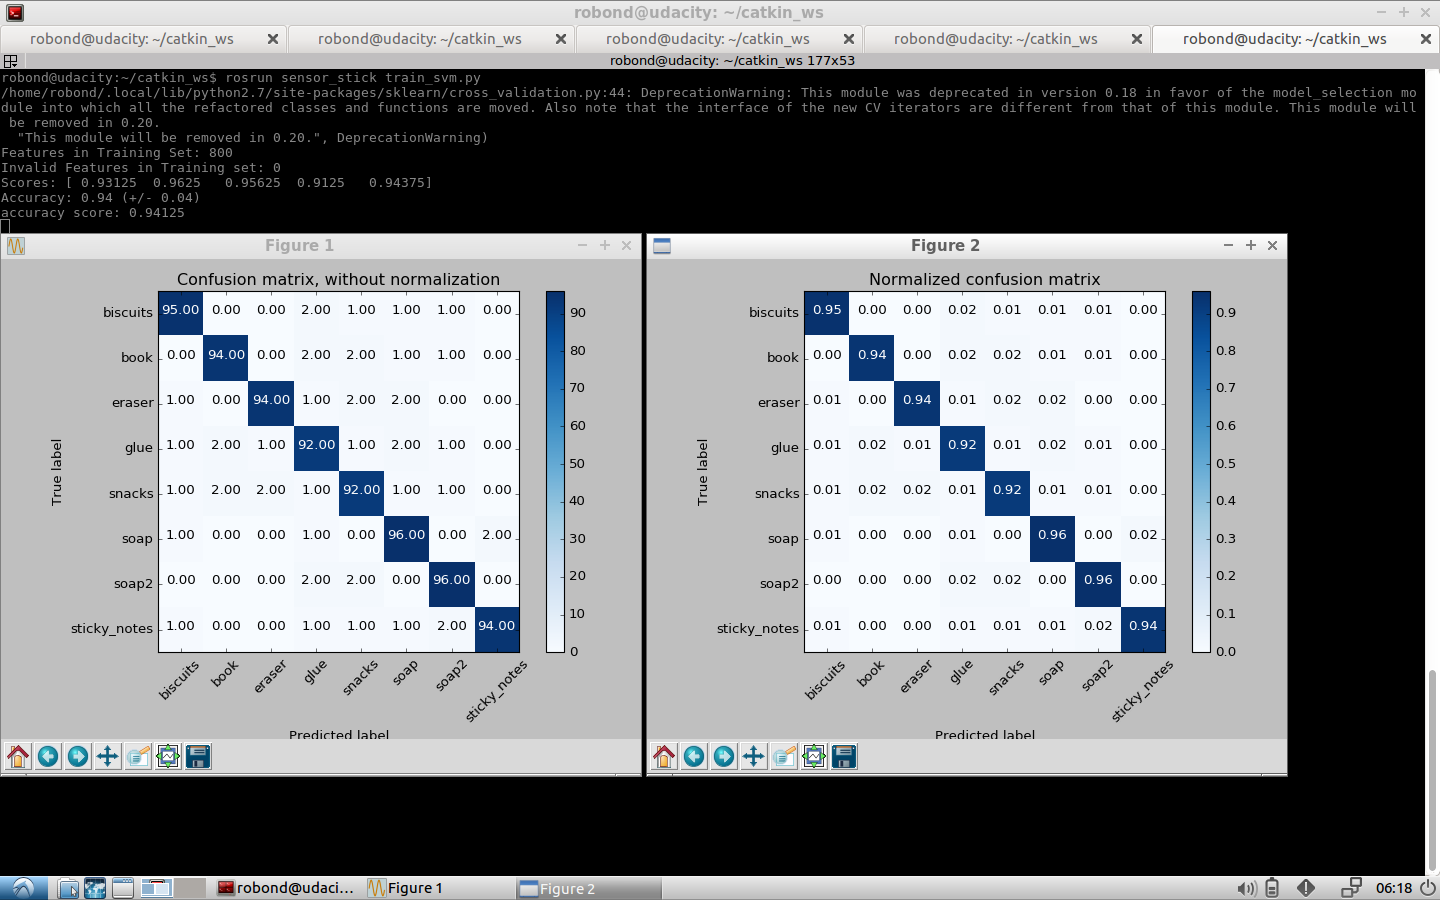 robond@udacity: ~/catkin_ws
robond@udacity: ~/catkin_ws robond@udacity: ~/catkin_ws robond@udacity: ~/catkin_ws robond@udacity: ~/catkin_ws robond@udacity: ~/catkin_ws
robond@udacity: ~/catkin_ws 177x53
robond@udacity:~/catkin_ws$ rosrun sensor_stick train_svm.py
/home/robond/.local/lib/python2.7/site-packages/sklearn/cross_validation.py:44: DeprecationWarning: This module was deprecated in version 0.18 in favor of the model_selection mo
dule into which all the refactored classes and functions are moved. Also note that the interface of the new CV iterators are different from that of this module. This module will
be removed in 0.20.
"This module will be removed in 0.20.", DeprecationWarning)
Features in Training Set: 800
Invalid Features in Training set: 0
Scores: [ 0.93125 0.9625 0.95625 0.9125 0.94375]
Accuracy: 0.94 (+/- 0.04)
accuracy score: 0.94125
Figure 1
Confusion matrix, without normalization
biscuits 95.00 0.00 0.00 2.00 1.00 1.00 1.00 0.00
book 0.00 94.00 0.00 2.00 2.00 1.00 1.00 0.00
eraser 1.00 0.00 94.00 1.00 2.00 2.00 0.00 0.00
glue 1.00 2.00 1.00 92.00 1.00 2.00 1.00 0.00
snacks 1.00 2.00 2.00 1.00 92.00 1.00 1.00 0.00
soap 1.00 0.00 0.00 1.00 0.00 96.00 0.00 2.00
soap2 0.00 0.00 0.00 2.00 2.00 0.00 96.00 0.00
sticky_notes 1.00 0.00 0.00 1.00 1.00 1.00 2.00 94.00
True label
biscuits book eraser glue snacks soap soap2 sticky_notes
Predicted label
90
80
70
60
50
40
30
20
10
0
Figure 2
Normalized confusion matrix
biscuits 0.95 0.00 0.00 0.02 0.01 0.01 0.01 0.00
book 0.00 0.94 0.00 0.02 0.02 0.01 0.01 0.00
eraser 0.01 0.00 0.94 0.01 0.02 0.02 0.00 0.00
glue 0.01 0.02 0.01 0.92 0.01 0.02 0.01 0.00
snacks 0.01 0.02 0.02 0.01 0.92 0.01 0.01 0.00
soap 0.01 0.00 0.00 0.01 0.00 0.96 0.00 0.02
soap2 0.00 0.00 0.00 0.02 0.02 0.00 0.96 0.00
sticky_notes 0.01 0.00 0.00 0.01 0.01 0.01 0.02 0.94
True label
biscuits book eraser glue snacks soap soap2 sticky_notes
Predicted label
0.9
0.8
0.7
0.6
0.5
0.4
0.3
0.2
0.1
0.0
robond@udaci... Figure 1 Figure 2 06:18